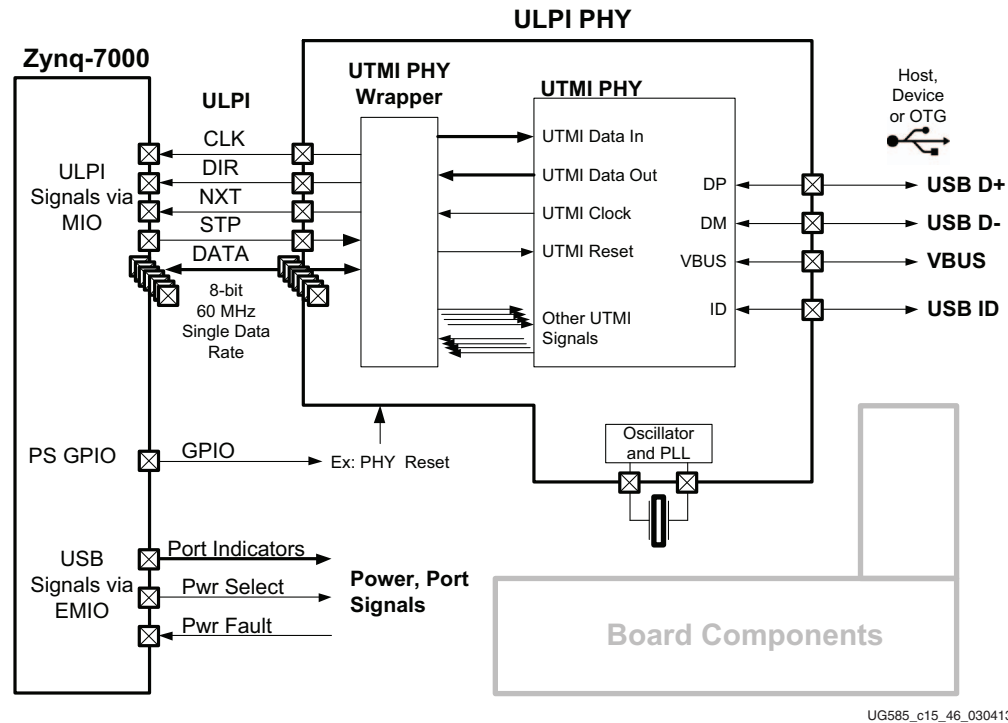 ULPI PHY
Zynq-7000
ULPI
UTMI PHY
Wrapper
UTMI PHY
Host,
Device
or OTG
ULPI
Signals via
MIO
CLK
DIR
NXT
STP
DATA
8-bit
60 MHz
Single Data
Rate
UTMI Data In
UTMI Data Out
UTMI Clock
UTMI Reset
Other UTMI
Signals
DP
DM
VBUS
ID
USB D+
USB D-
VBUS
USB ID
Oscillator
and PLL
PS GPIO
GPIO
Ex: PHY Reset
USB
Signals via
EMIO
Port Indicators
Pwr Select
Pwr Fault
Power, Port
Signals
Board Components
UG585_c15_46_030413